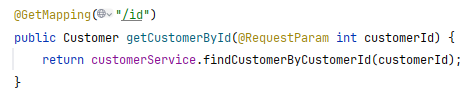 @GetMapping("/id")
public Customer getCustomerById(@RequestParam int customerId) {
    return customerService.findCustomerByCustomerId(customerId);
}